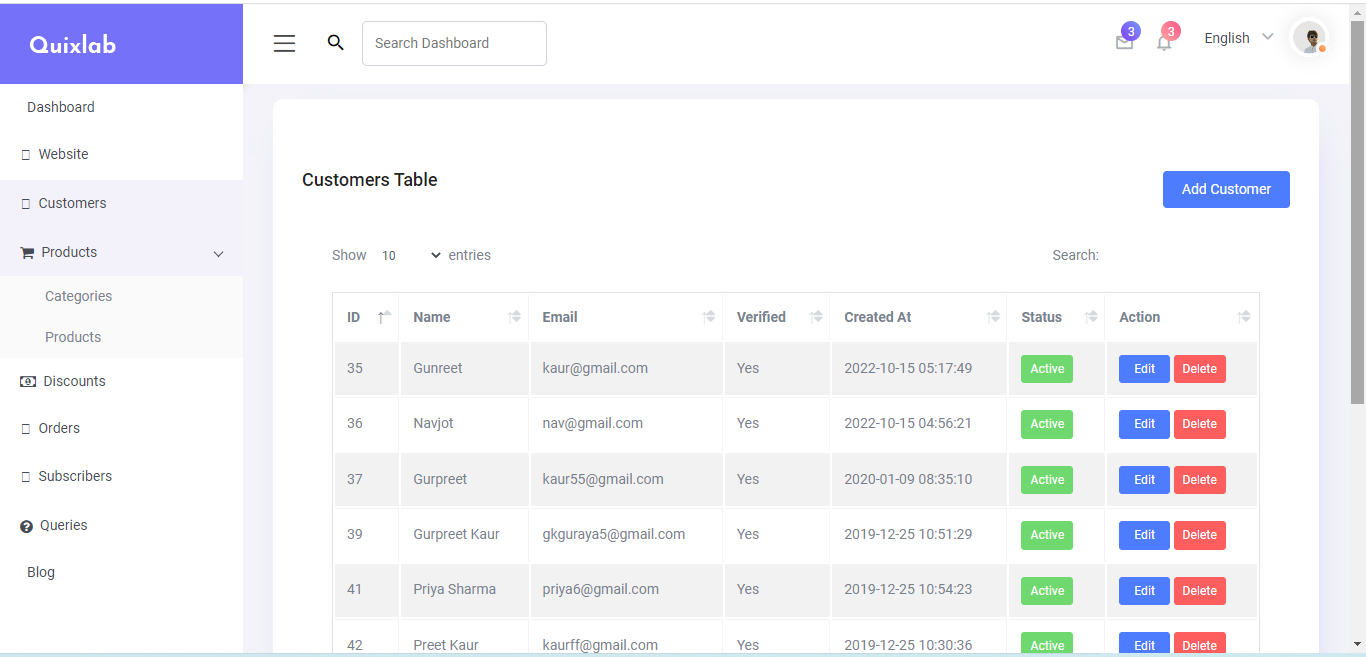 Quixlab
Search Dashboard
3
3
English
Dashboard
Website
Customers
Products
Categories
Products
Discounts
Orders
Subscribers
Queries
Blog
Customers Table
Add Customer
Show 10 entries
Search:
ID Name Email Verified Created At Status Action
35 Gunreet kaur@gmail.com Yes 2022-10-15 05:17:49 Active Edit Delete
36 Navjot nav@gmail.com Yes 2022-10-15 04:56:21 Active Edit Delete
37 Gurpreet kaur55@gmail.com Yes 2020-01-09 08:35:10 Active Edit Delete
39 Gurpreet Kaur gkguraya5@gmail.com Yes 2019-12-25 10:51:29 Active Edit Delete
41 Priya Sharma priya6@gmail.com Yes 2019-12-25 10:54:23 Active Edit Delete
42 Preet Kaur kaurff@gmail.com Yes 2019-12-25 10:30:36 Active Edit Delete